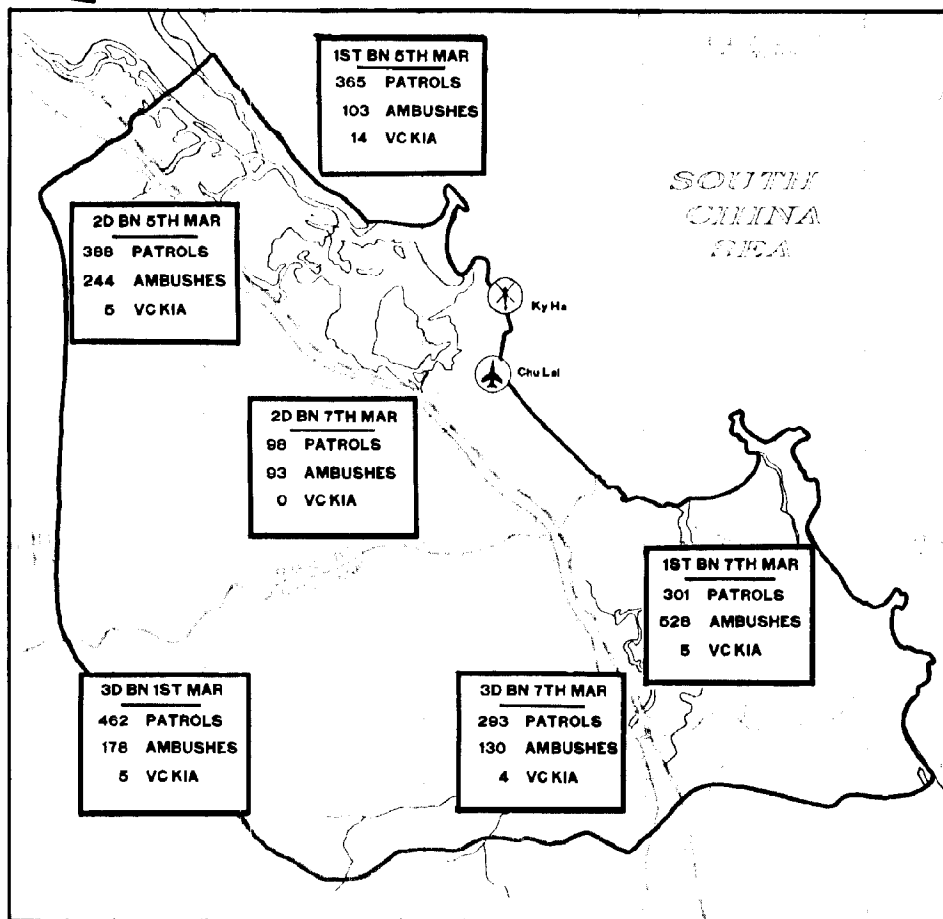 1ST BN 5TH MAR
365 PATROLS
103 AMBUSHES
14 VC KIA
SOUTH
CHINA
SEA
2D BN 5TH MAR
388 PATROLS
244 AMBUSHES
5 VC KIA
Ky Ha
Chu Lai
2D BN 7TH MAR
98 PATROLS
93 AMBUSHES
0 VC KIA
1ST BN 7TH MAR
301 PATROLS
528 AMBUSHES
5 VC KIA
3D BN 1ST MAR
462 PATROLS
178 AMBUSHES
5 VC KIA
3D BN 7TH MAR
293 PATROLS
130 AMBUSHES
4 VC KIA